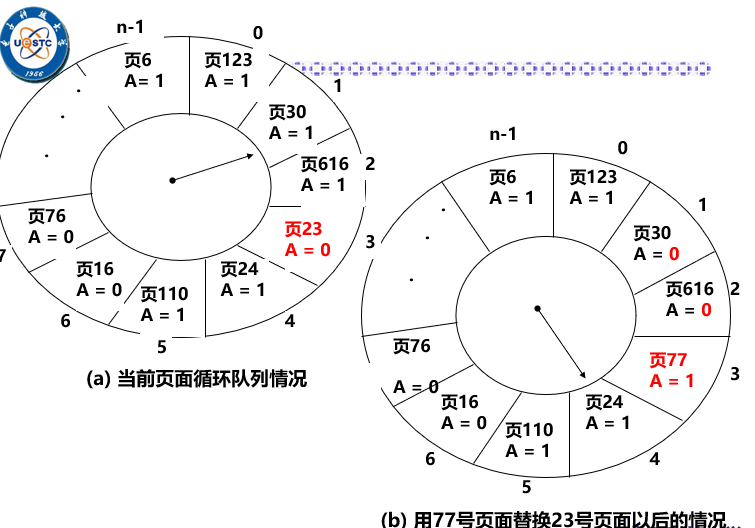 电子科技大学
UESTC
1956
n-1
0
页6
A= 1
页123
A = 1
1
页30
A = 1
页616
A = 1
2
页23
A = 0
3
页24
A = 1
4
页110
A = 1
5
页16
A = 0
6
页76
A = 0
7
(a) 当前页面循环队列情况
n-1
0
页6
A = 1
页123
A = 1
1
页30
A = 0
页616
A = 0
2
页77
A = 1
3
页24
A = 1
4
页110
A = 1
5
页16
A = 0
6
页76
A = 0
(b) 用77号页面替换23号页面以后的情况